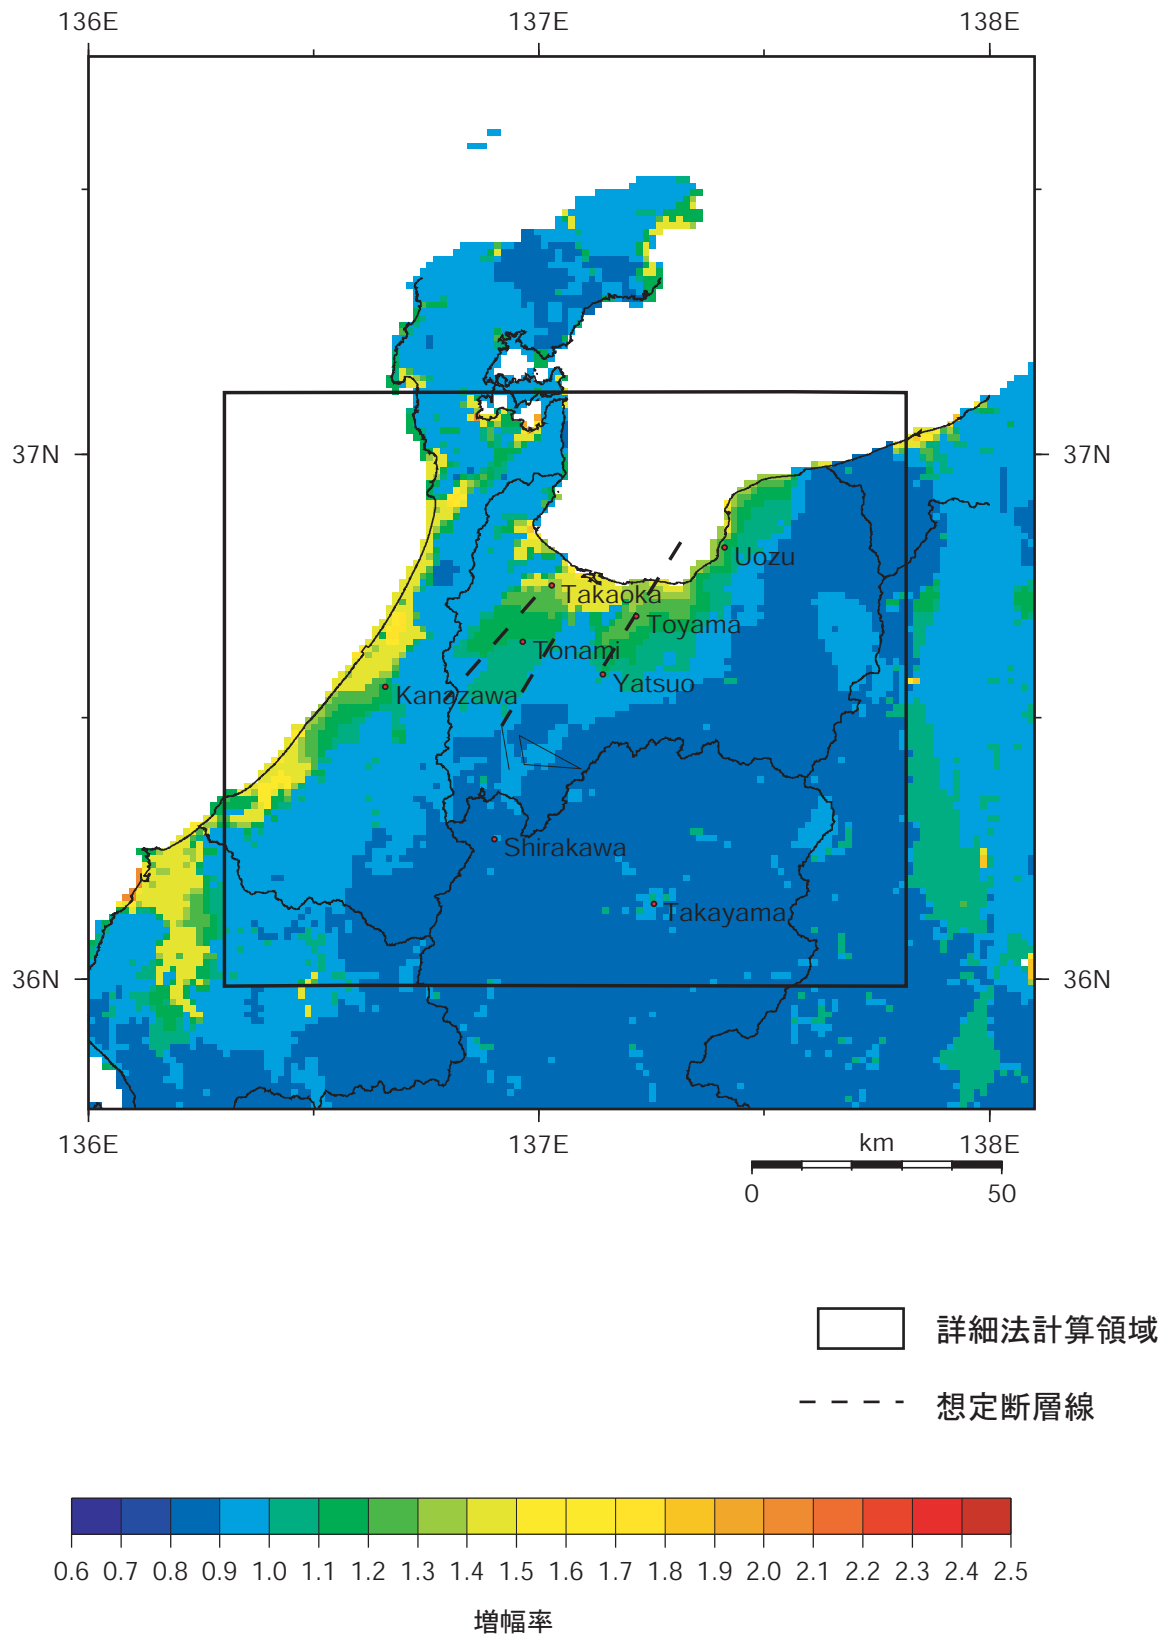 136E 137E 138E
37N 37N
Uozu
Takaoka
Toyama
Tonami
Yatsuo
Kanazawa
Shirakawa
Takayama
36N 36N
136E 137E 138E
km
0 50
詳細法計算領域
想定断層線
0.6 0.7 0.8 0.9 1.0 1.1 1.2 1.3 1.4 1.5 1.6 1.7 1.8 1.9 2.0 2.1 2.2 2.3 2.4 2.5
増幅率